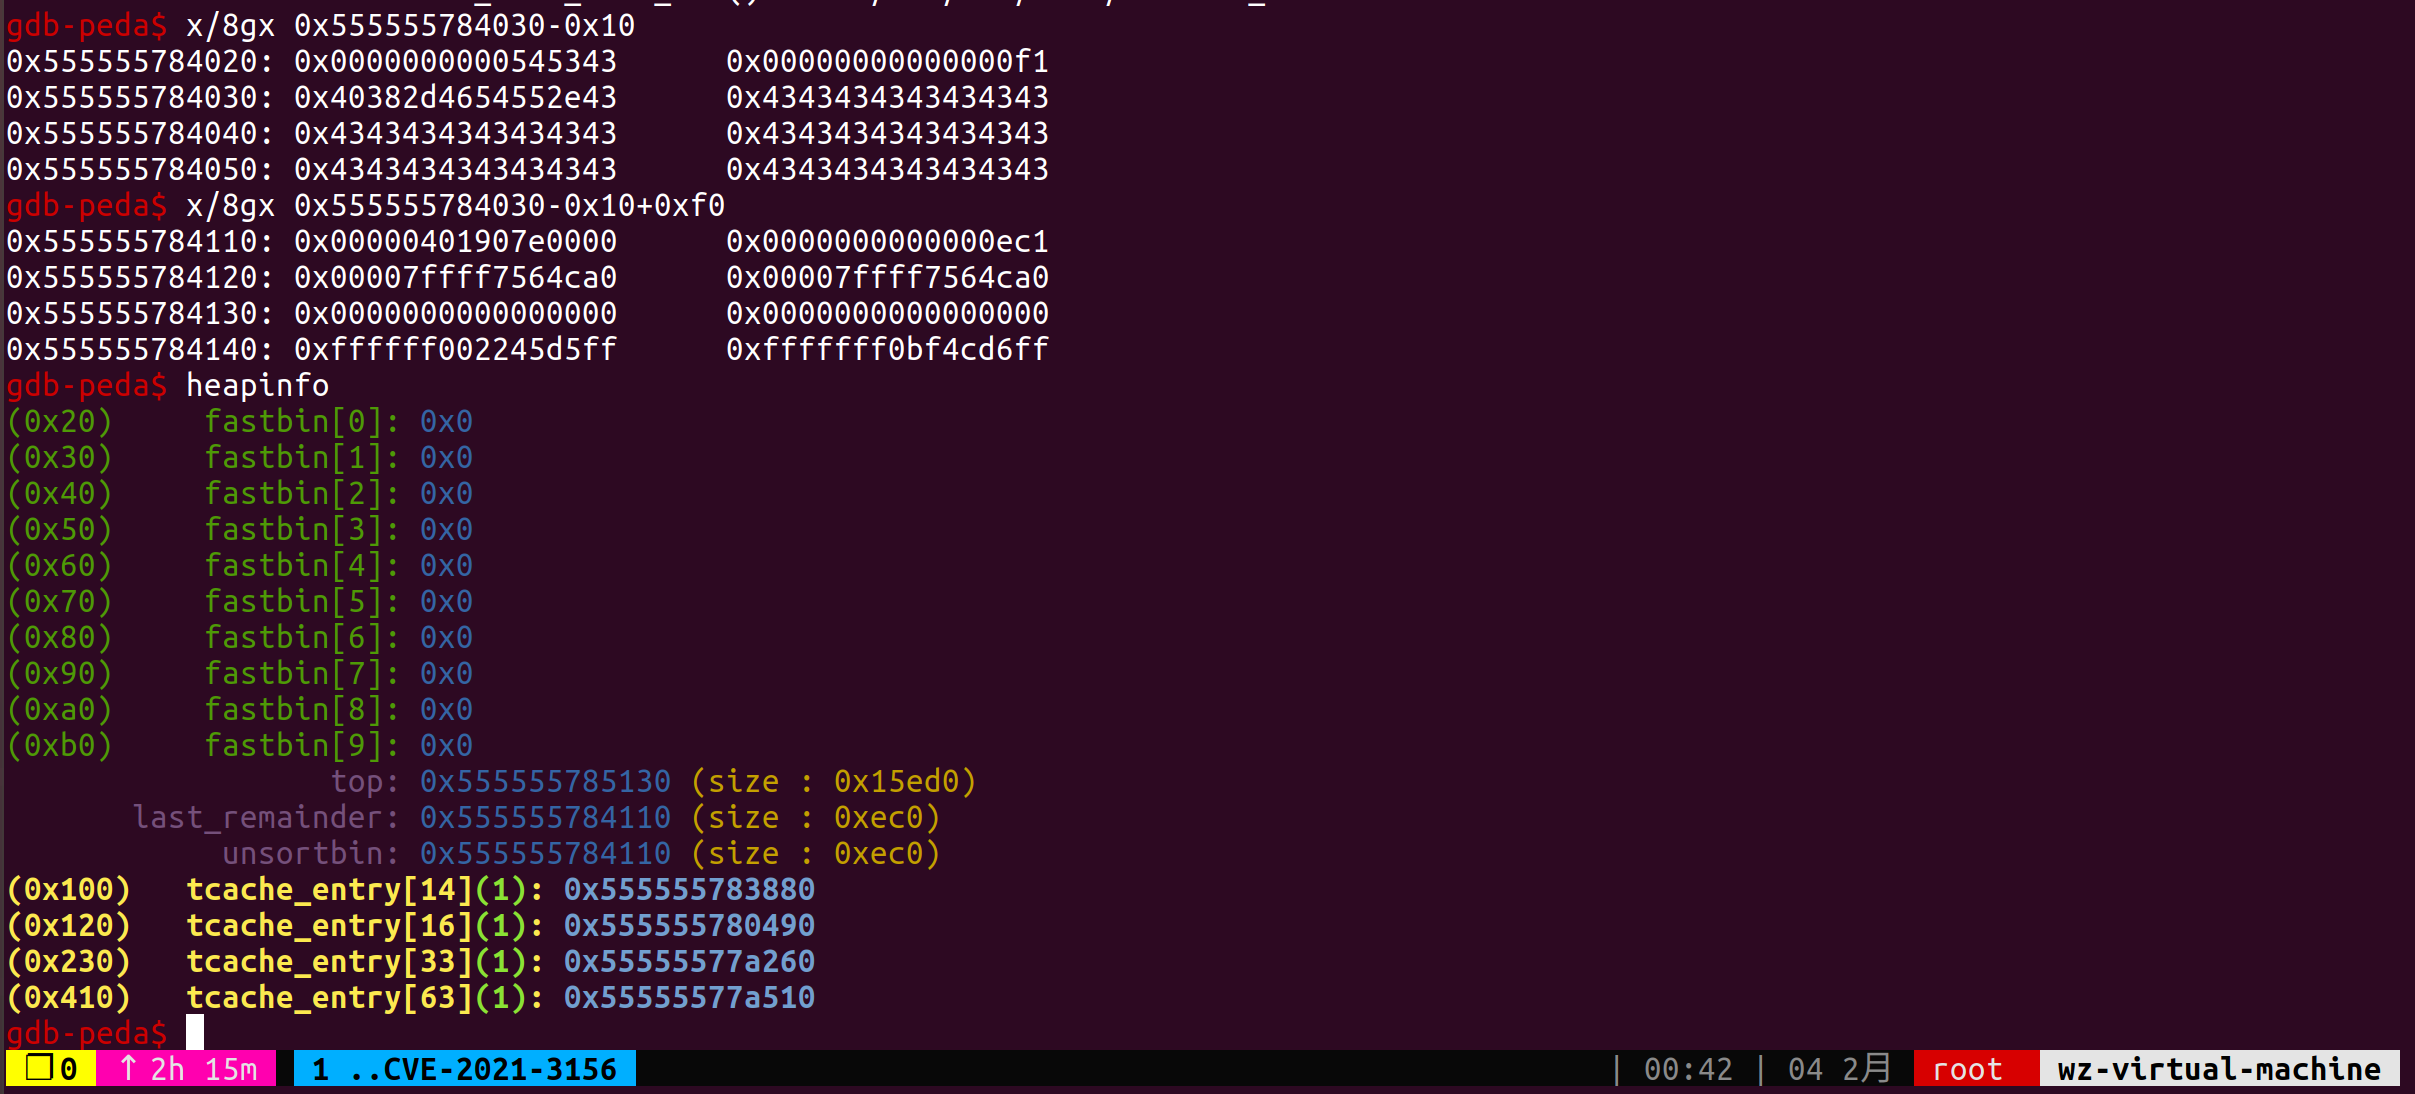 gdb-peda$ x/8gx 0x555555784030-0x10
0x555555784020: 0x0000000000545343 0x00000000000000f1
0x555555784030: 0x40382d4654552e43 0x4343434343434343
0x555555784040: 0x4343434343434343 0x4343434343434343
0x555555784050: 0x4343434343434343 0x4343434343434343
gdb-peda$ x/8gx 0x555555784030-0x10+0xf0
0x555555784110: 0x00000401907e0000 0x0000000000000ec1
0x555555784120: 0x00007ffff7564ca0 0x00007ffff7564ca0
0x555555784130: 0x0000000000000000 0x0000000000000000
0x555555784140: 0xffffff002245d5ff 0xfffffff0bf4cd6ff
gdb-peda$ heapinfo
(0x20) fastbin[0]: 0x0
(0x30) fastbin[1]: 0x0
(0x40) fastbin[2]: 0x0
(0x50) fastbin[3]: 0x0
(0x60) fastbin[4]: 0x0
(0x70) fastbin[5]: 0x0
(0x80) fastbin[6]: 0x0
(0x90) fastbin[7]: 0x0
(0xa0) fastbin[8]: 0x0
(0xb0) fastbin[9]: 0x0
top: 0x555555785130 (size : 0x15ed0)
last_remainder: 0x555555784110 (size : 0xec0)
unsortbin: 0x555555784110 (size : 0xec0)
(0x100) tcache_entry[14](1): 0x555555783880
(0x120) tcache_entry[16](1): 0x555555780490
(0x230) tcache_entry[33](1): 0x55555577a260
(0x410) tcache_entry[63](1): 0x55555577a510
gdb-peda$
❐ 0 ↑ 2h 15m 1 ..CVE-2021-3156 | 00:42 | 04 2月 root wz-virtual-machine